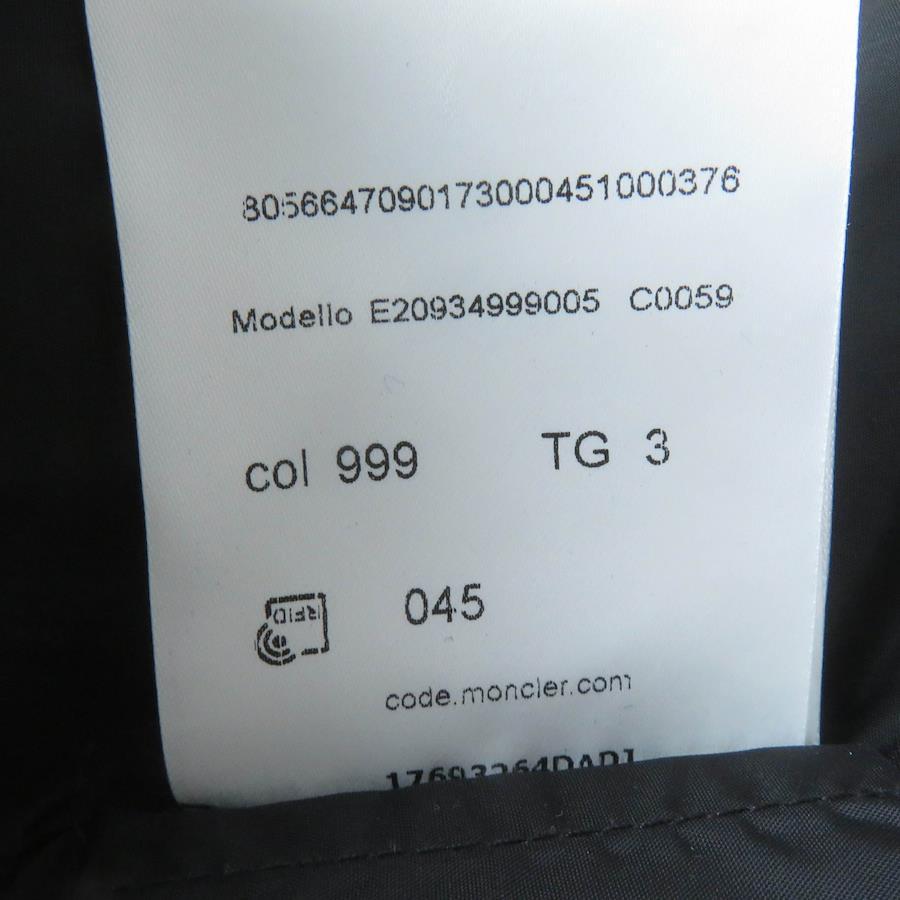 8056647090173000451000376
Modello E20934999005 C0059
col 999 TG 3
RFID 045
code.moncler.com